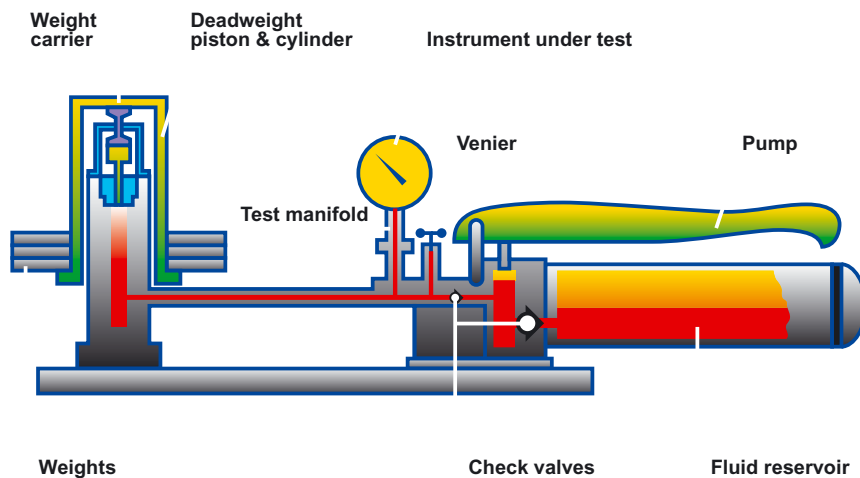 Weight
carrier
Deadweight
piston & cylinder
Instrument under test
Venier
Pump
Test manifold
Weights
Check valves
Fluid reservoir